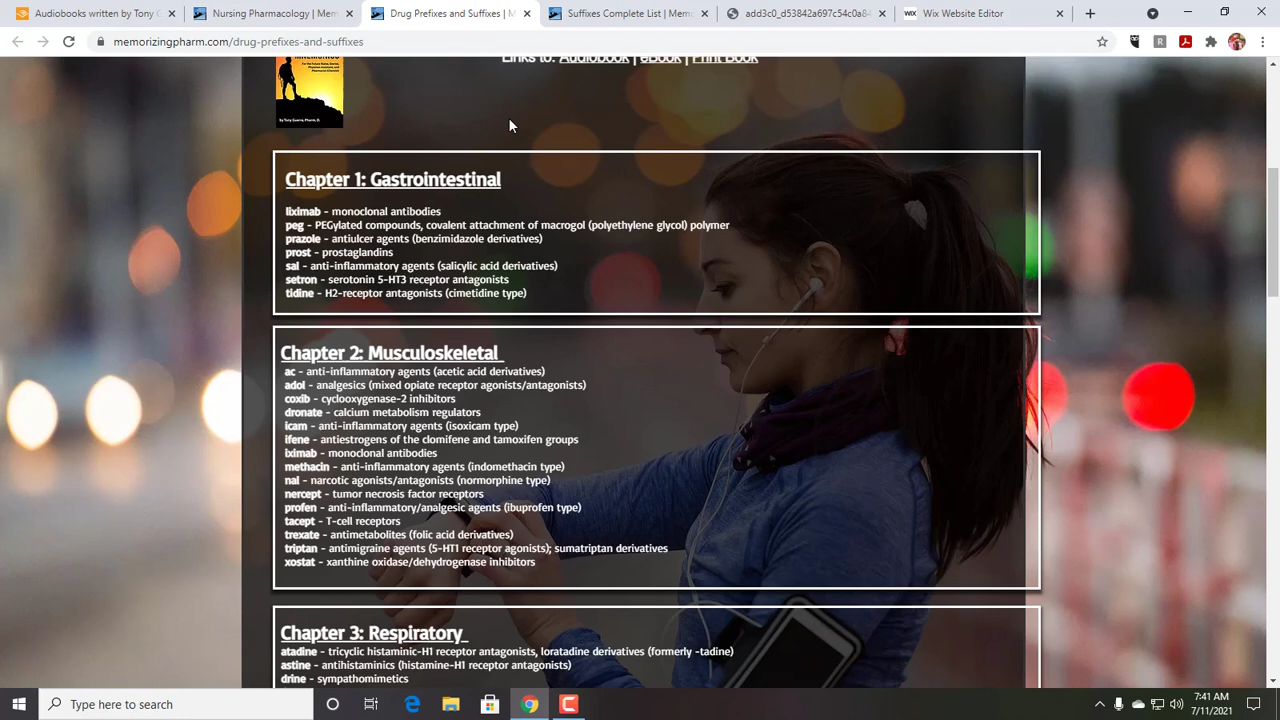 Audiobooks by Tony G
Nursing Pharmacology | Memo
Drug Prefixes and Suffixes | M
Suffixes Complete List | Memo
add3c0_d53842a697c54c0a84
Wix Website Editor
memorizingpharm.com/drug-prefixes-and-suffixes
MNEMONICS
by Tony Guerra, Pharm. D.
Links to: Audiobook | eBook | Print Book
Chapter 1: Gastrointestinal
liximab - monoclonal antibodies
peg - PEGylated compounds, covalent attachment of macrogol (polyethylene glycol) polymer
prazole - antiulcer agents (benzimidazole derivatives)
prost - prostaglandins
sal - anti-inflammatory agents (salicylic acid derivatives)
setron - serotonin 5-HT3 receptor antagonists
tidine - H2-receptor antagonists (cimetidine type)
Chapter 2: Musculoskeletal
ac - anti-inflammatory agents (acetic acid derivatives)
adol - analgesics (mixed opiate receptor agonists/antagonists)
coxib - cyclooxygenase-2 inhibitors
dronate - calcium metabolism regulators
icam - anti-inflammatory agents (isoxicam type)
ifene - antiestrogens of the clomifene and tamoxifen groups
iximab - monoclonal antibodies
methacin - anti-inflammatory agents (indomethacin type)
nal - narcotic agonists/antagonists (normorphine type)
nercept - tumor necrosis factor receptors
profen - anti-inflammatory/analgesic agents (ibuprofen type)
tacept - T-cell receptors
trexate - antimetabolites (folic acid derivatives)
triptan - antimigraine agents (5-HT1 receptor agonists); sumatriptan derivatives
xostat - xanthine oxidase/dehydrogenase inhibitors
Chapter 3: Respiratory
atadine - tricyclic histaminic-H1 receptor antagonists, loratadine derivatives (formerly -tadine)
astine - antihistaminics (histamine-H1 receptor antagonists)
drine - sympathomimetics
Type here to search
7:41 AM
7/11/2021